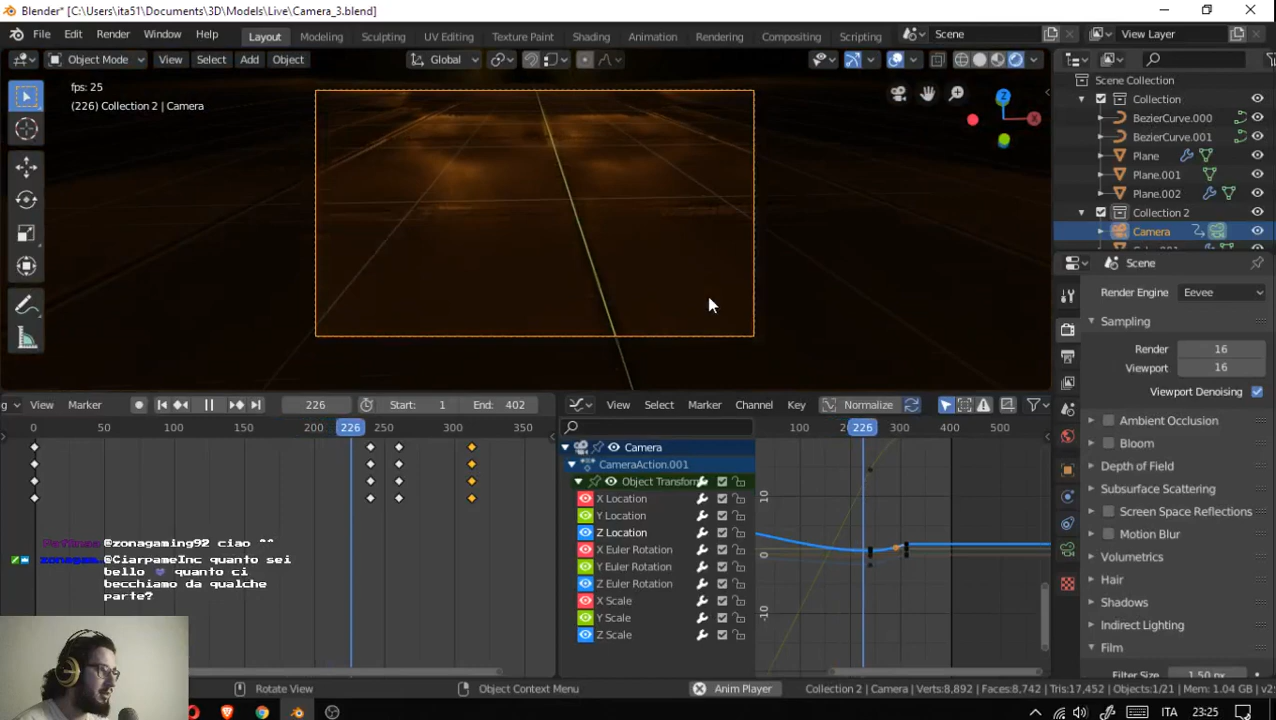 Blender* [C:\Users\ita51\Documents\3D\Models\Live\Camera_3.blend]
File Edit Render Window Help Layout Modeling Sculpting UV Editing Texture Paint Shading Animation Rendering Compositing Scripting Scene View Layer
Object Mode View Select Add Object Global
fps: 25
(226) Collection 2 | Camera
Z
X
Scene Collection
Collection
BezierCurve.000
BezierCurve.001
Plane
Plane.001
Plane.002
Collection 2
Camera
Scene
Render Engine Eevee
Sampling
Render 16
Viewport 16
Viewport Denoising
Ambient Occlusion
Bloom
Depth of Field
Subsurface Scattering
Screen Space Reflections
Motion Blur
Volumetrics
Hair
Shadows
Indirect Lighting
Film
Filter Size 1.50 px
g View Marker 226 Start: 1 End: 402
0 50 100 150 200 226 250 300 350
@zonagaming92 ciao ^^
zonagam. @CiarpameInc quanto sei
bello 💜 quanto ci
becchiamo da qualche
parte?
View Select Marker Channel Key Normalize
Camera
CameraAction.001
Object Transform
X Location
Y Location
Z Location
X Euler Rotation
Y Euler Rotation
Z Euler Rotation
X Scale
Y Scale
Z Scale
100 226 300 400 500
10
0
-10
Rotate View Object Context Menu Anim Player Collection 2 | Camera | Verts:8,892 | Faces:8,742 | Tris:17,452 | Objects:1/21 | Mem: 1.04 GB | v2
ITA 23:25